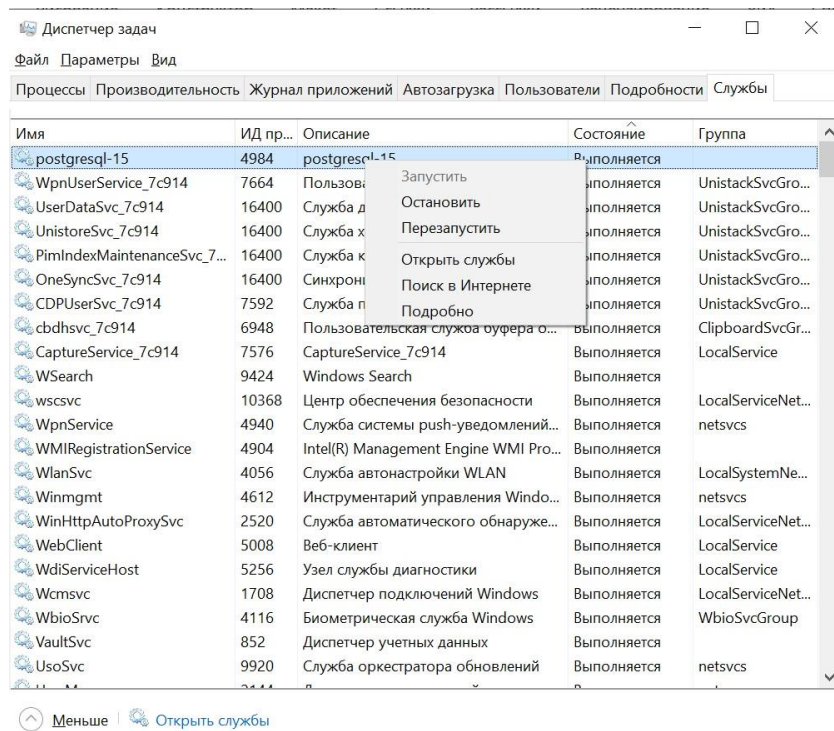 Диспетчер задач
Файл Параметры Вид
Процессы Производительность Журнал приложений Автозагрузка Пользователи Подробности Службы
Имя ИД пр... Описание Состояние Группа
postgresql-15 4984 postgresql-15 Выполняется
WpnUserService_7c914 7664 UnistackSvcGro...
UserDataSvc_7c914 16400 Служба UnistackSvcGro...
UnistoreSvc_7c914 16400 Служба UnistackSvcGro...
PimIndexMaintenanceSvc_7... 16400 Служба UnistackSvcGro...
OneSyncSvc_7c914 16400 UnistackSvcGro...
CDPUserSvc_7c914 7592 Служба UnistackSvcGro...
cbdhsvc_7c914 6948 Пользовательская служба буфера о... Выполняется ClipboardSvcGr...
Запустить
Остановить
Перезапустить
Открыть службы
Поиск в Интернете
Подробно
CaptureService_7c914 7576 CaptureService_7c914 Выполняется LocalService
WSearch 9424 Windows Search Выполняется
wscsvc 10368 Центр обеспечения безопасности Выполняется LocalServiceNet...
WpnService 4940 Служба системы push-уведомлений... Выполняется netsvcs
WMIRegistrationService 4904 Intel(R) Management Engine WMI Pro... Выполняется
WlanSvc 4056 Служба автонастройки WLAN Выполняется LocalSystemNe...
Winmgmt 4612 Инструментарий управления Windo... Выполняется netsvcs
WinHttpAutoProxySvc 2520 Служба автоматического обнаруже... Выполняется LocalServiceNet...
WebClient 5008 Веб-клиент Выполняется LocalService
WdiServiceHost 5256 Узел службы диагностики Выполняется LocalService
Wcmsvc 1708 Диспетчер подключений Windows Выполняется LocalServiceNet...
WbioSrvc 4116 Биометрическая служба Windows Выполняется WbioSvcGroup
VaultSvc 852 Диспетчер учетных данных Выполняется
UsoSvc 9920 Служба оркестратора обновлений Выполняется netsvcs
Меньше Открыть службы